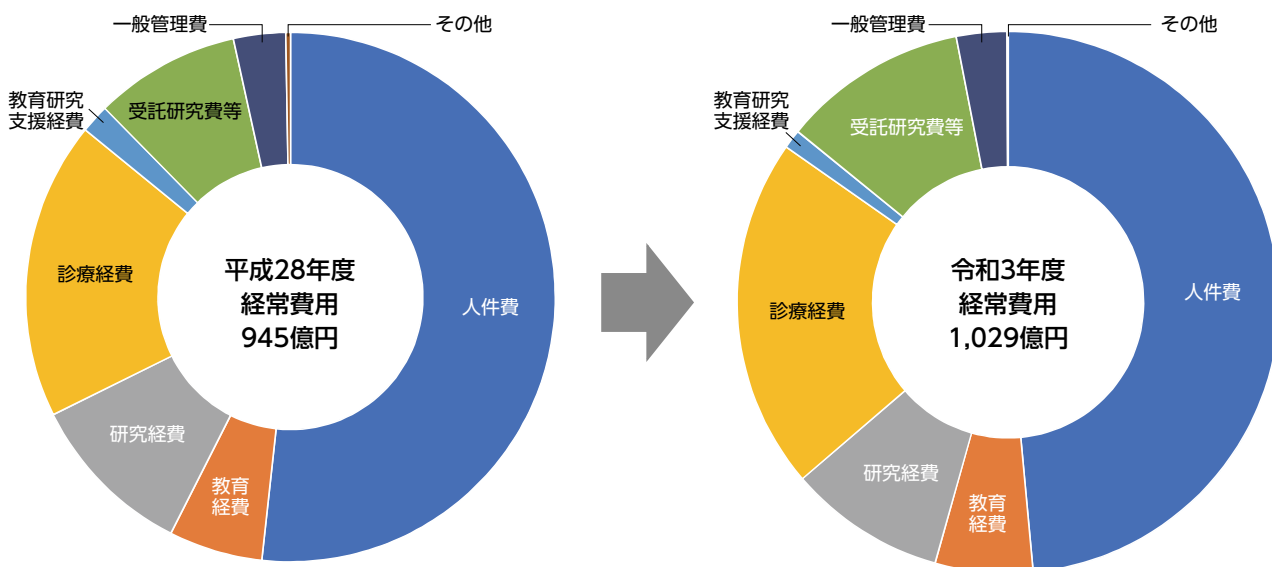 一般管理費
その他
教育研究
支援経費
受託研究費等
診療経費
平成28年度
経常費用
945億円
人件費
研究経費
教育
経費
一般管理費
その他
教育研究
支援経費
受託研究費等
診療経費
令和3年度
経常費用
1,029億円
人件費
研究経費
教育
経費